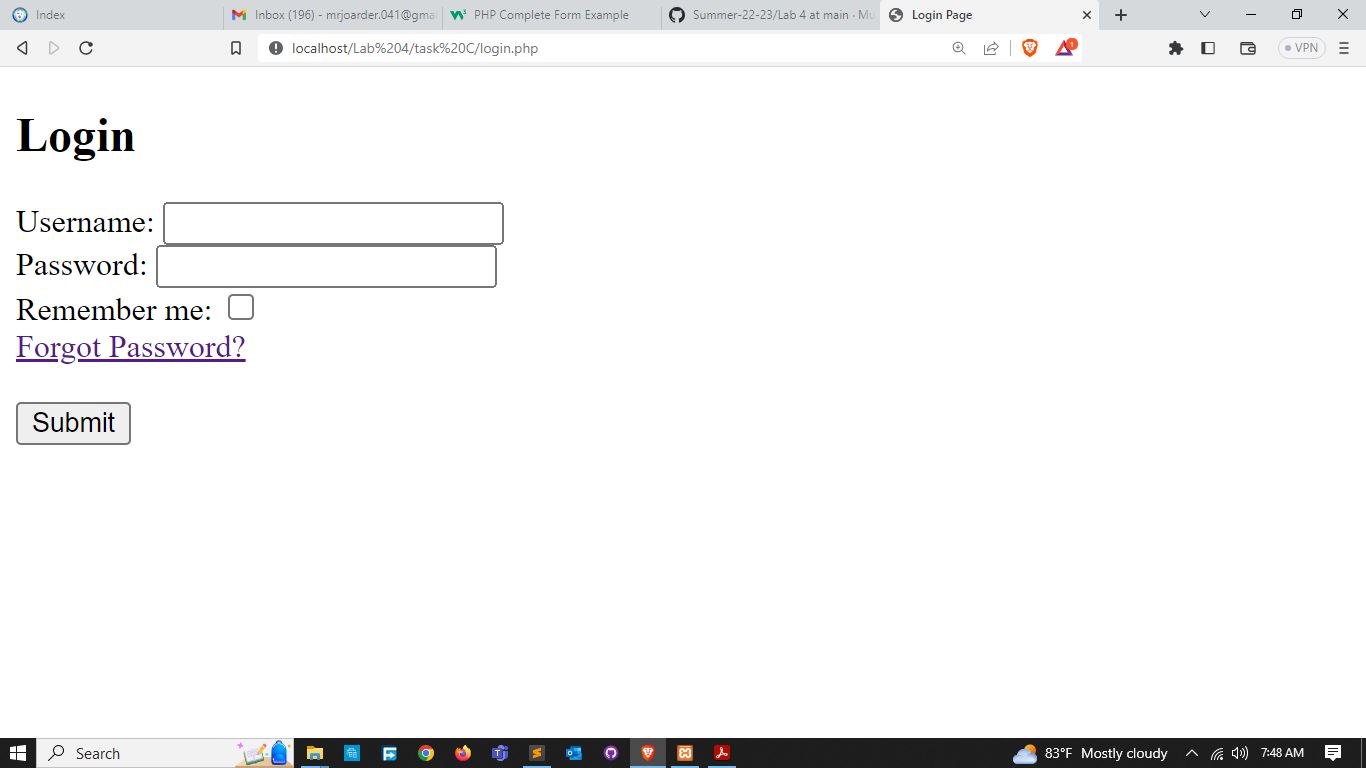 Index
Inbox (196) - mrjoarder.041@gma
PHP Complete Form Example
Summer-22-23/Lab 4 at main · Mu
Login Page
localhost/Lab%204/task%20C/login.php
1
VPN
Login
Username:
Password:
Remember me:
Forgot Password?
Submit
Search
83°F Mostly cloudy
7:48 AM